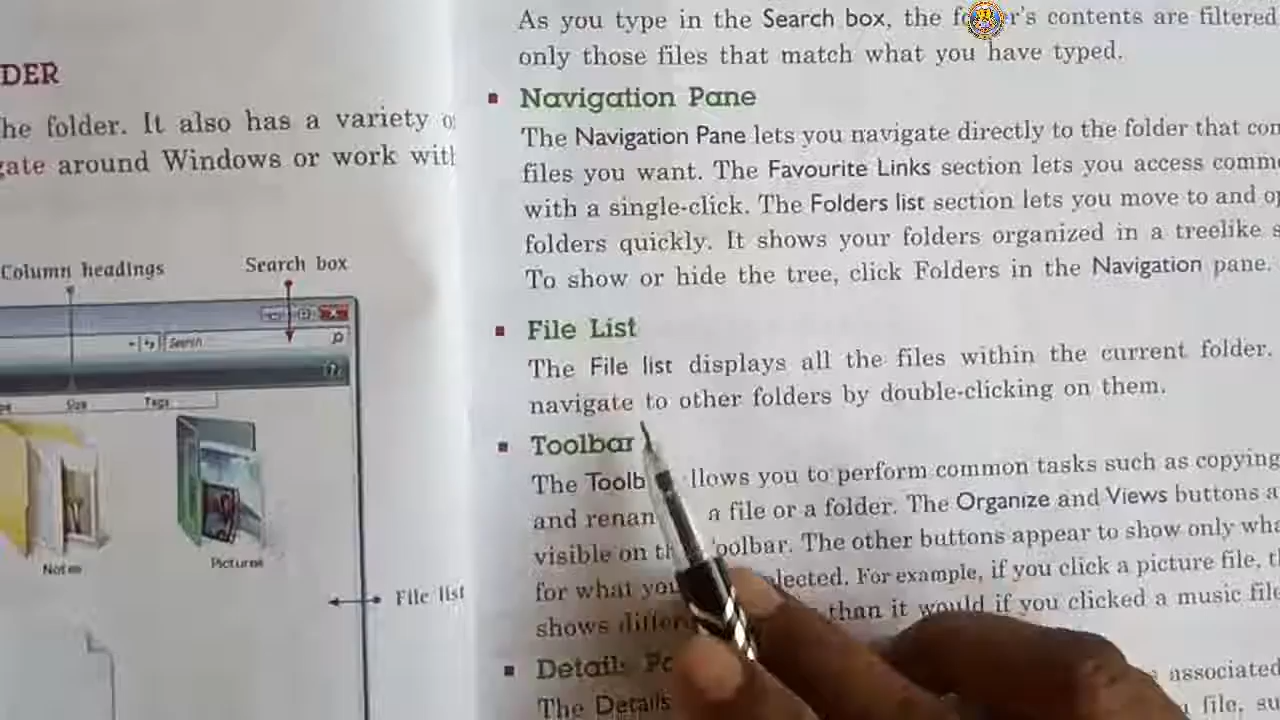 DER
he folder. It also has a variety
gate around Windows or work with
Column headings
Search box
Search
Size
Tags
Notes
Pictures
File list
As you type in the Search box, the contents are filtered
only those files that match what you have typed.
Navigation Pane
The Navigation Pane lets you navigate directly to the folder that con
files you want. The Favourite Links section lets you access comm
with a single-click. The Folders list section lets you move to and op
folders quickly. It shows your folders organized in a treelike s
To show or hide the tree, click Folders in the Navigation pane.
File List
The File list displays all the files within the current folder.
navigate to other folders by double-clicking on them.
Toolbar
The Toolb llows you to perform common tasks such as copying
and renan a file or a folder. The Organize and Views buttons a
visible on th oolbar. The other buttons appear to show only wha
for what you lected. For example, if you click a picture file, t
shows differ than it would if you clicked a music file
Details Pa
The Details associated
file, su